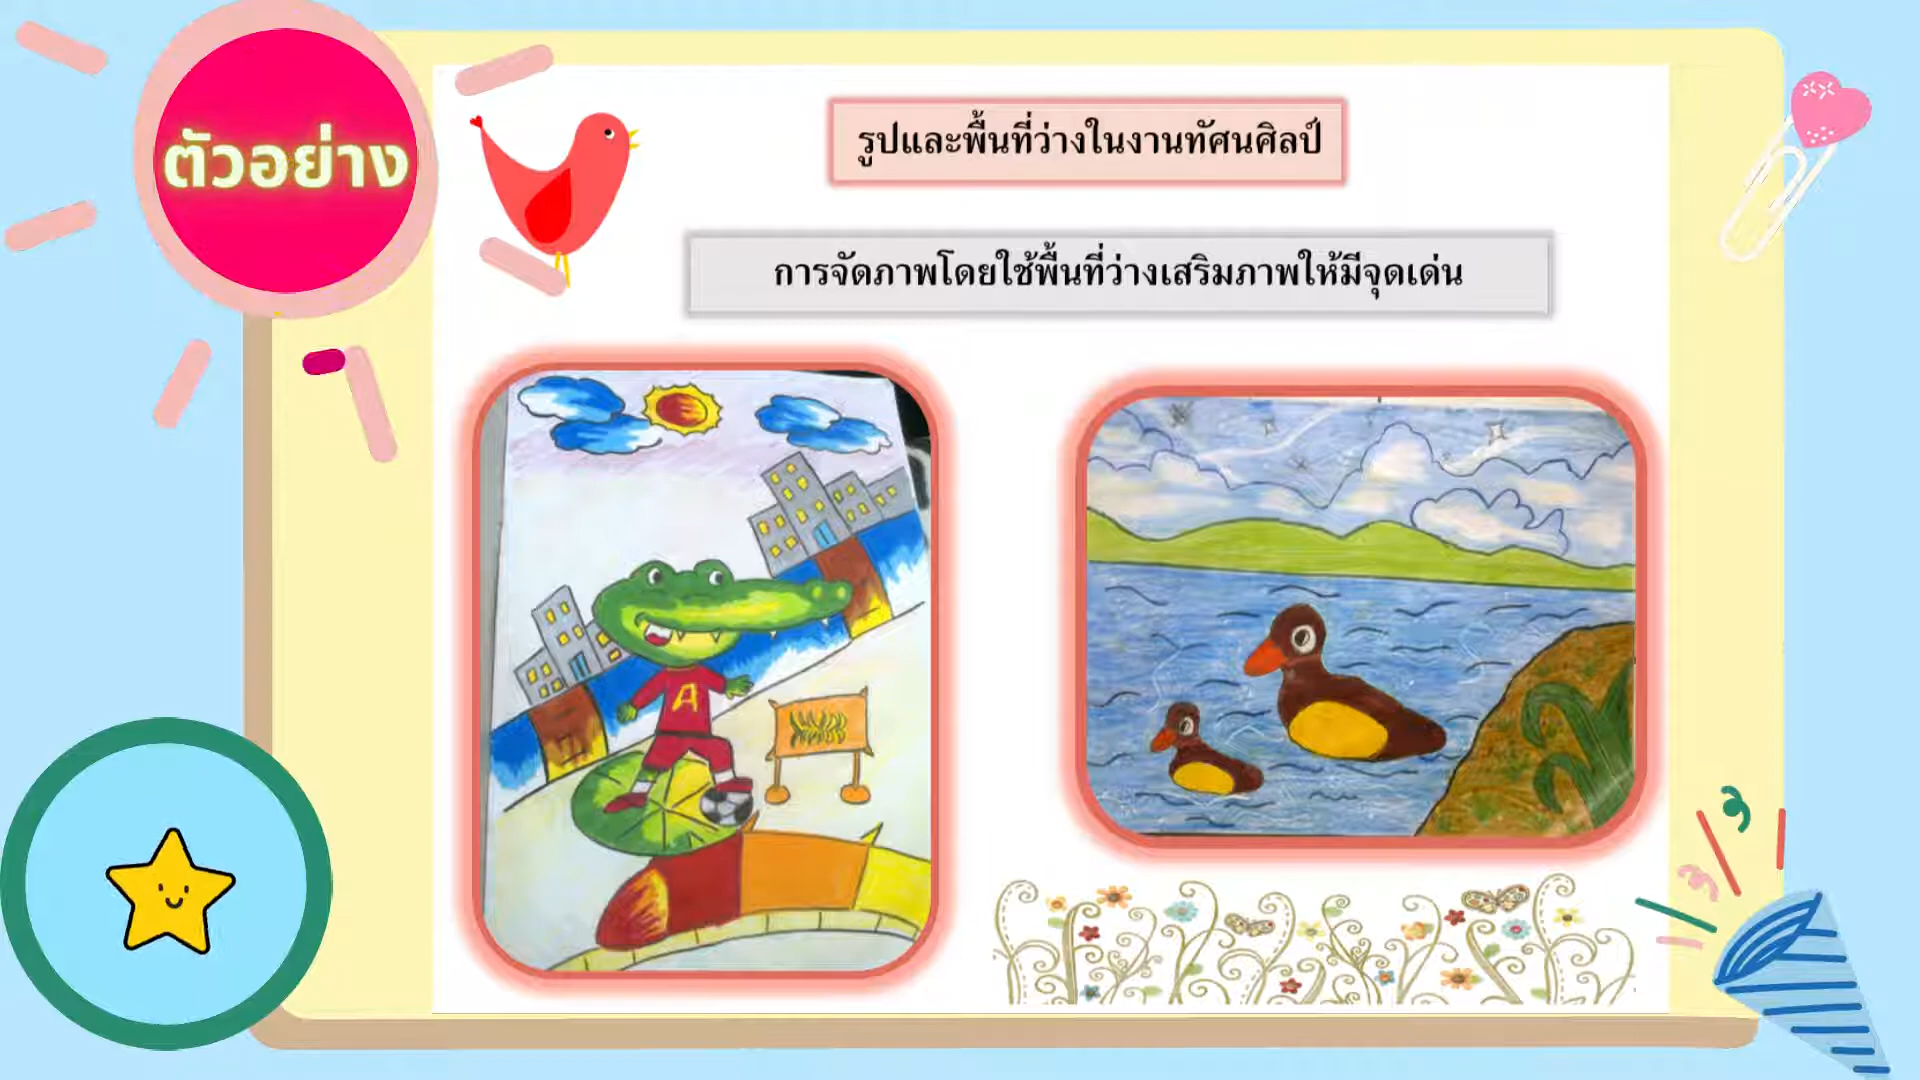 ตัวอย่าง
รูปและพื้นที่ว่างในงานทัศนศิลป์
การจัดภาพโดยใช้พื้นที่ว่างเสริมภาพให้มีจุดเด่น
A